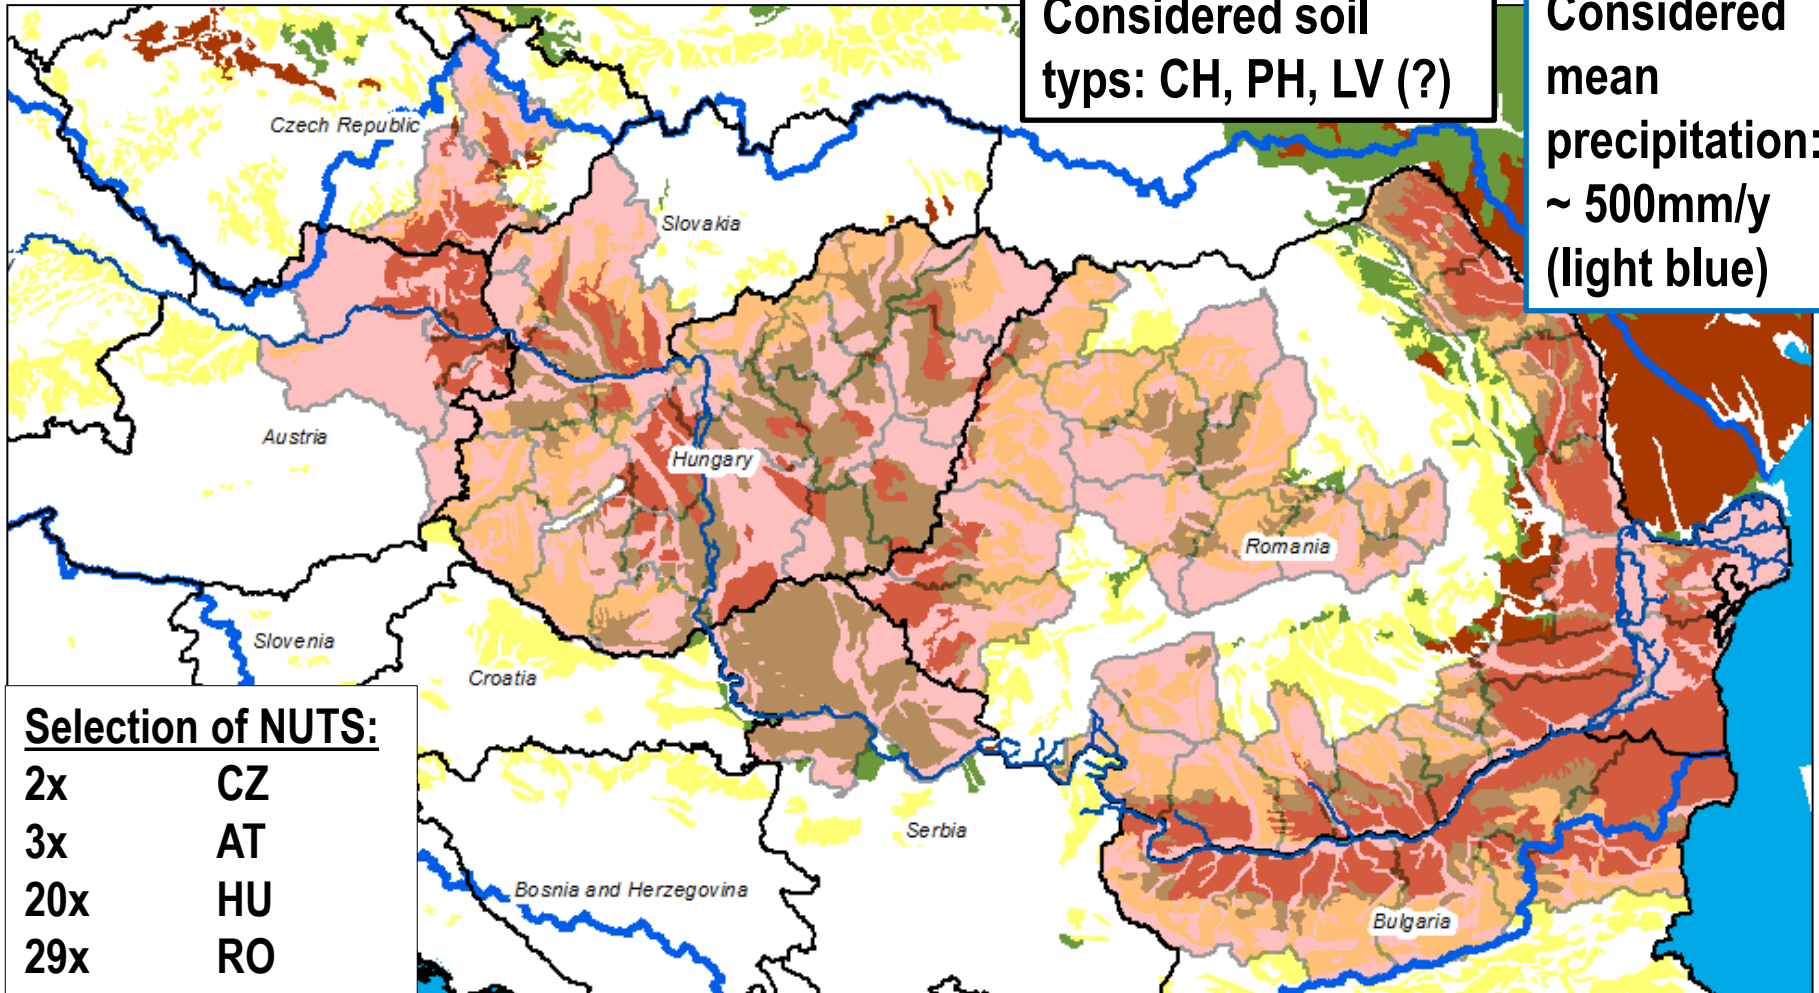 Considered soil
typs: CH, PH, LV (?)
Considered
mean
precipitation:
~ 500mm/y
(light blue)
Czech Republic
Slovakia
Austria
Hungary
Romania
Slovenia
Croatia
Serbia
Bosnia and Herzegovina
Bulgaria
Selection of NUTS:
2x CZ
3x AT
20x HU
29x RO